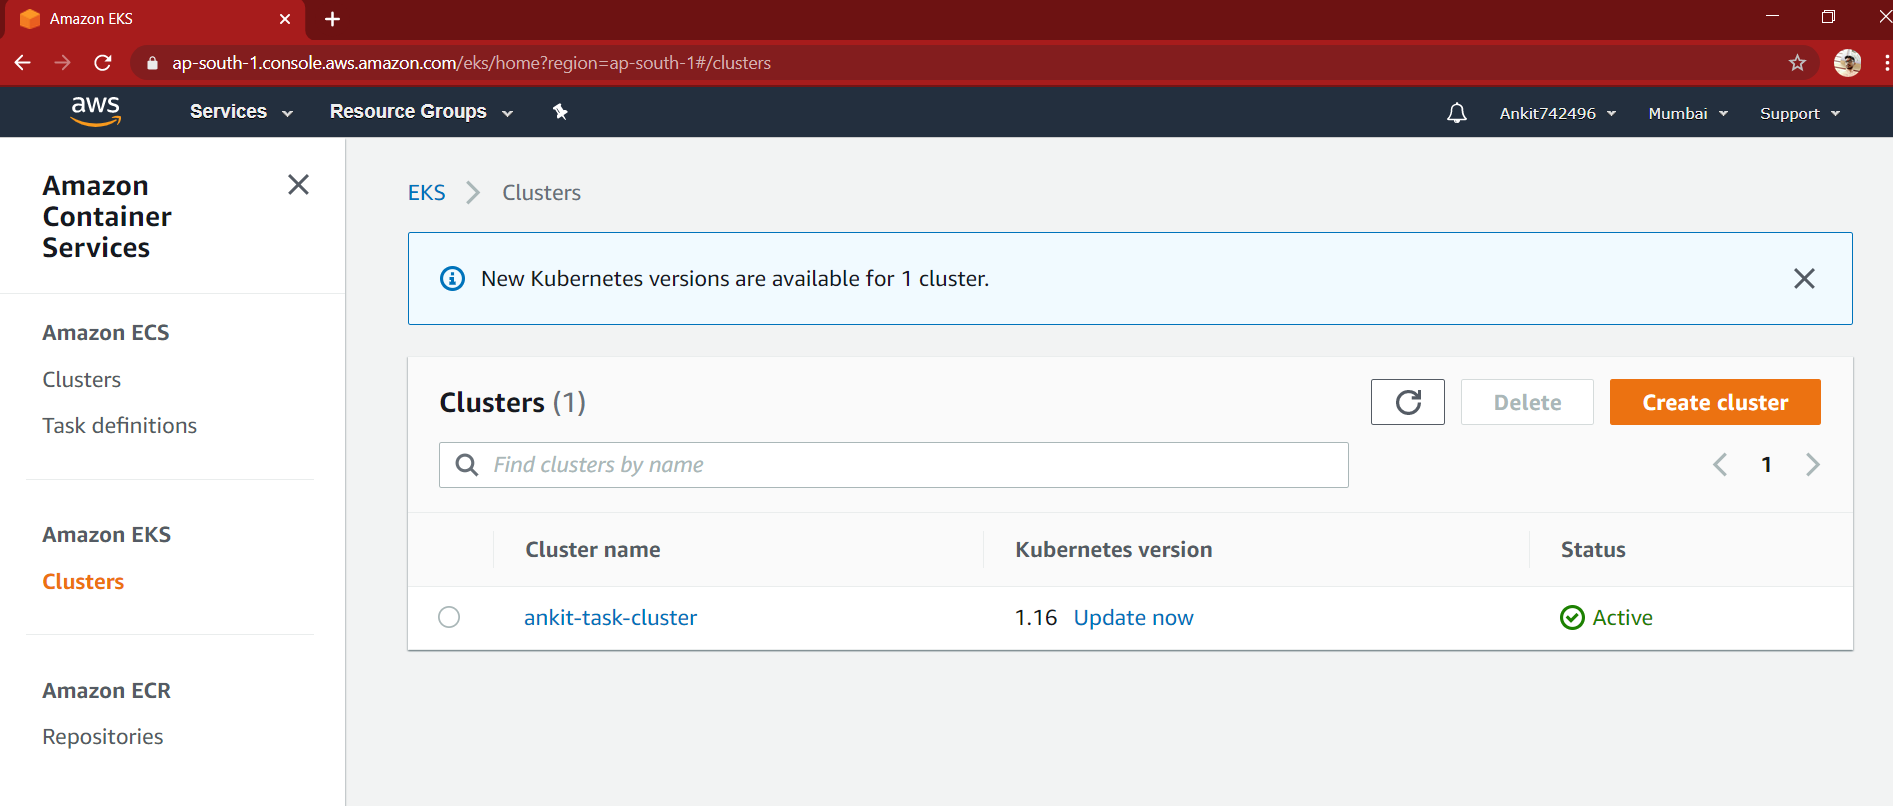 Amazon EKS
ap-south-1.console.aws.amazon.com/eks/home?region=ap-south-1#/clusters
aws Services Resource Groups Ankit742496 Mumbai Support
Amazon
Container
Services
Amazon ECS
Clusters
Task definitions
Amazon EKS
Clusters
Amazon ECR
Repositories
EKS Clusters
New Kubernetes versions are available for 1 cluster.
Clusters (1) Delete Create cluster
Find clusters by name 1
Cluster name Kubernetes version Status
ankit-task-cluster 1.16 Update now Active